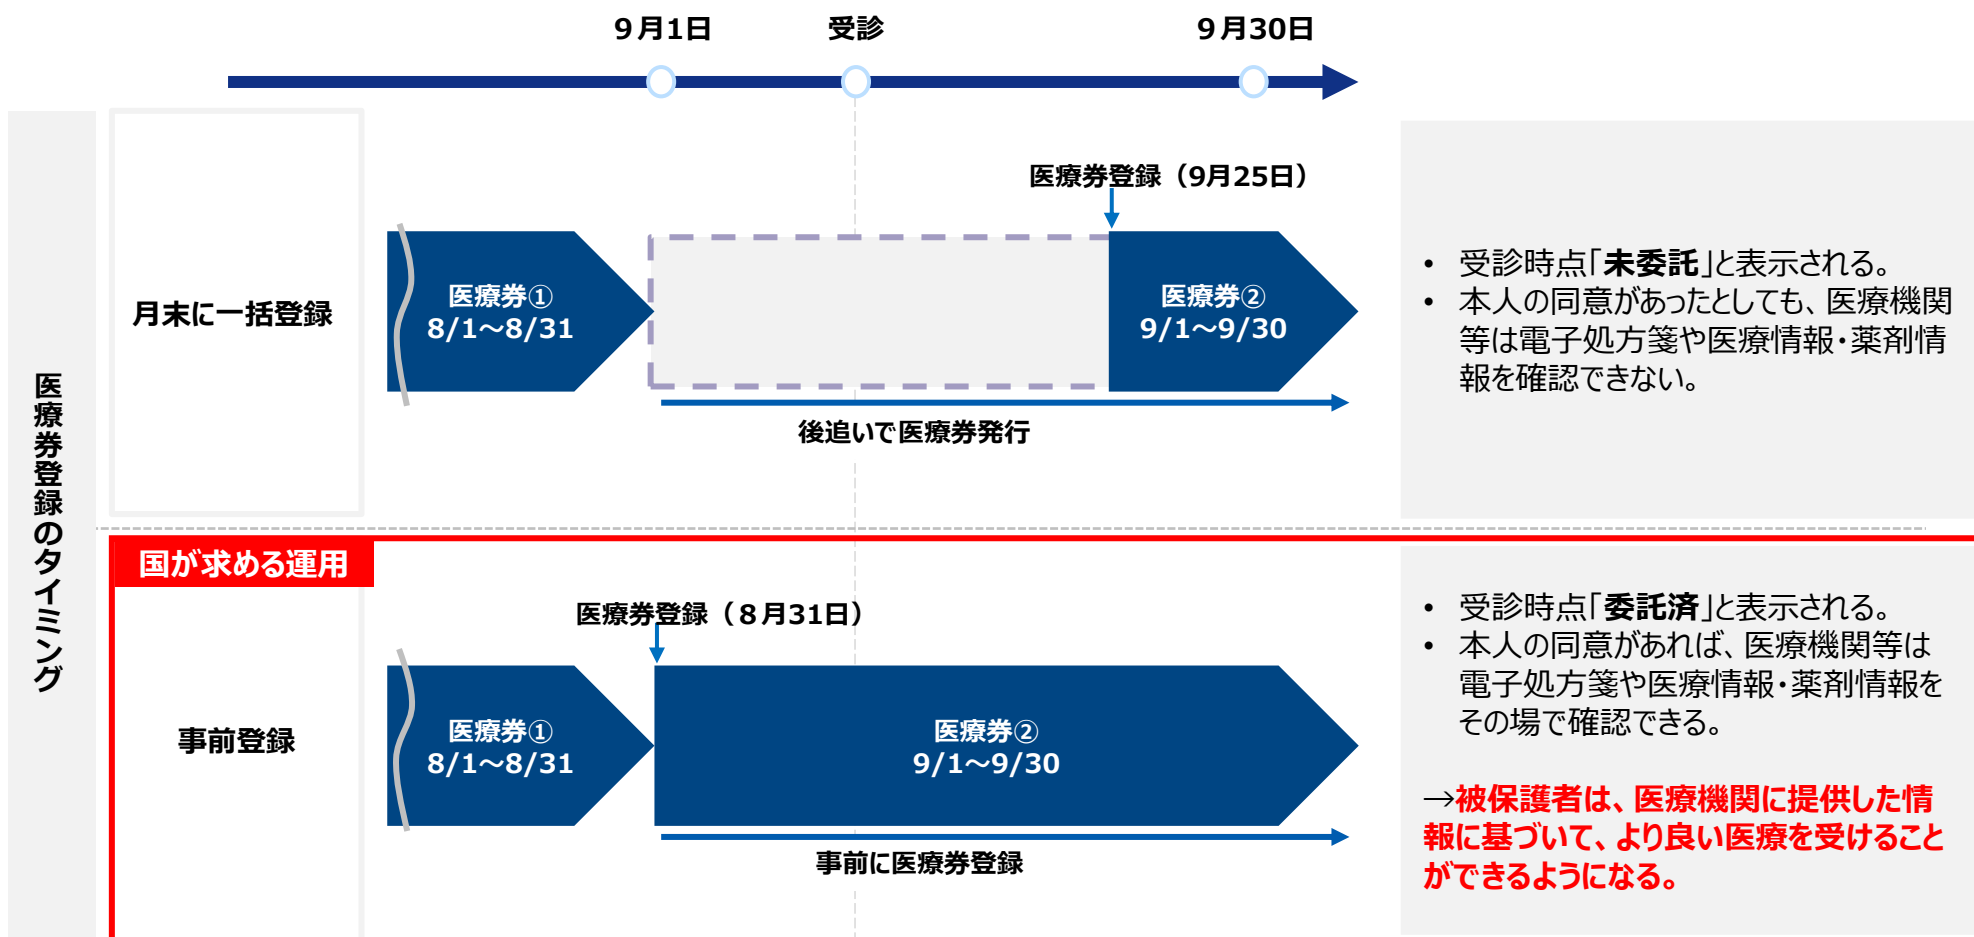 9月1日
受診
9月30日
医療券登録のタイミング
月末に一括登録
医療券登録（9月25日）
医療券①
8/1～8/31
医療券②
9/1～9/30
後追いで医療券発行
• 受診時点「未委託」と表示される。
• 本人の同意があったとしても、医療機関
等は電子処方箋や医療情報・薬剤情
報を確認できない。
国が求める運用
事前登録
医療券登録（8月31日）
医療券①
8/1～8/31
医療券②
9/1～9/30
事前に医療券登録
• 受診時点「委託済」と表示される。
• 本人の同意があれば、医療機関等は
電子処方箋や医療情報・薬剤情報を
その場で確認できる。
→被保護者は、医療機関に提供した情
報に基づいて、より良い医療を受けること
ができるようになる。